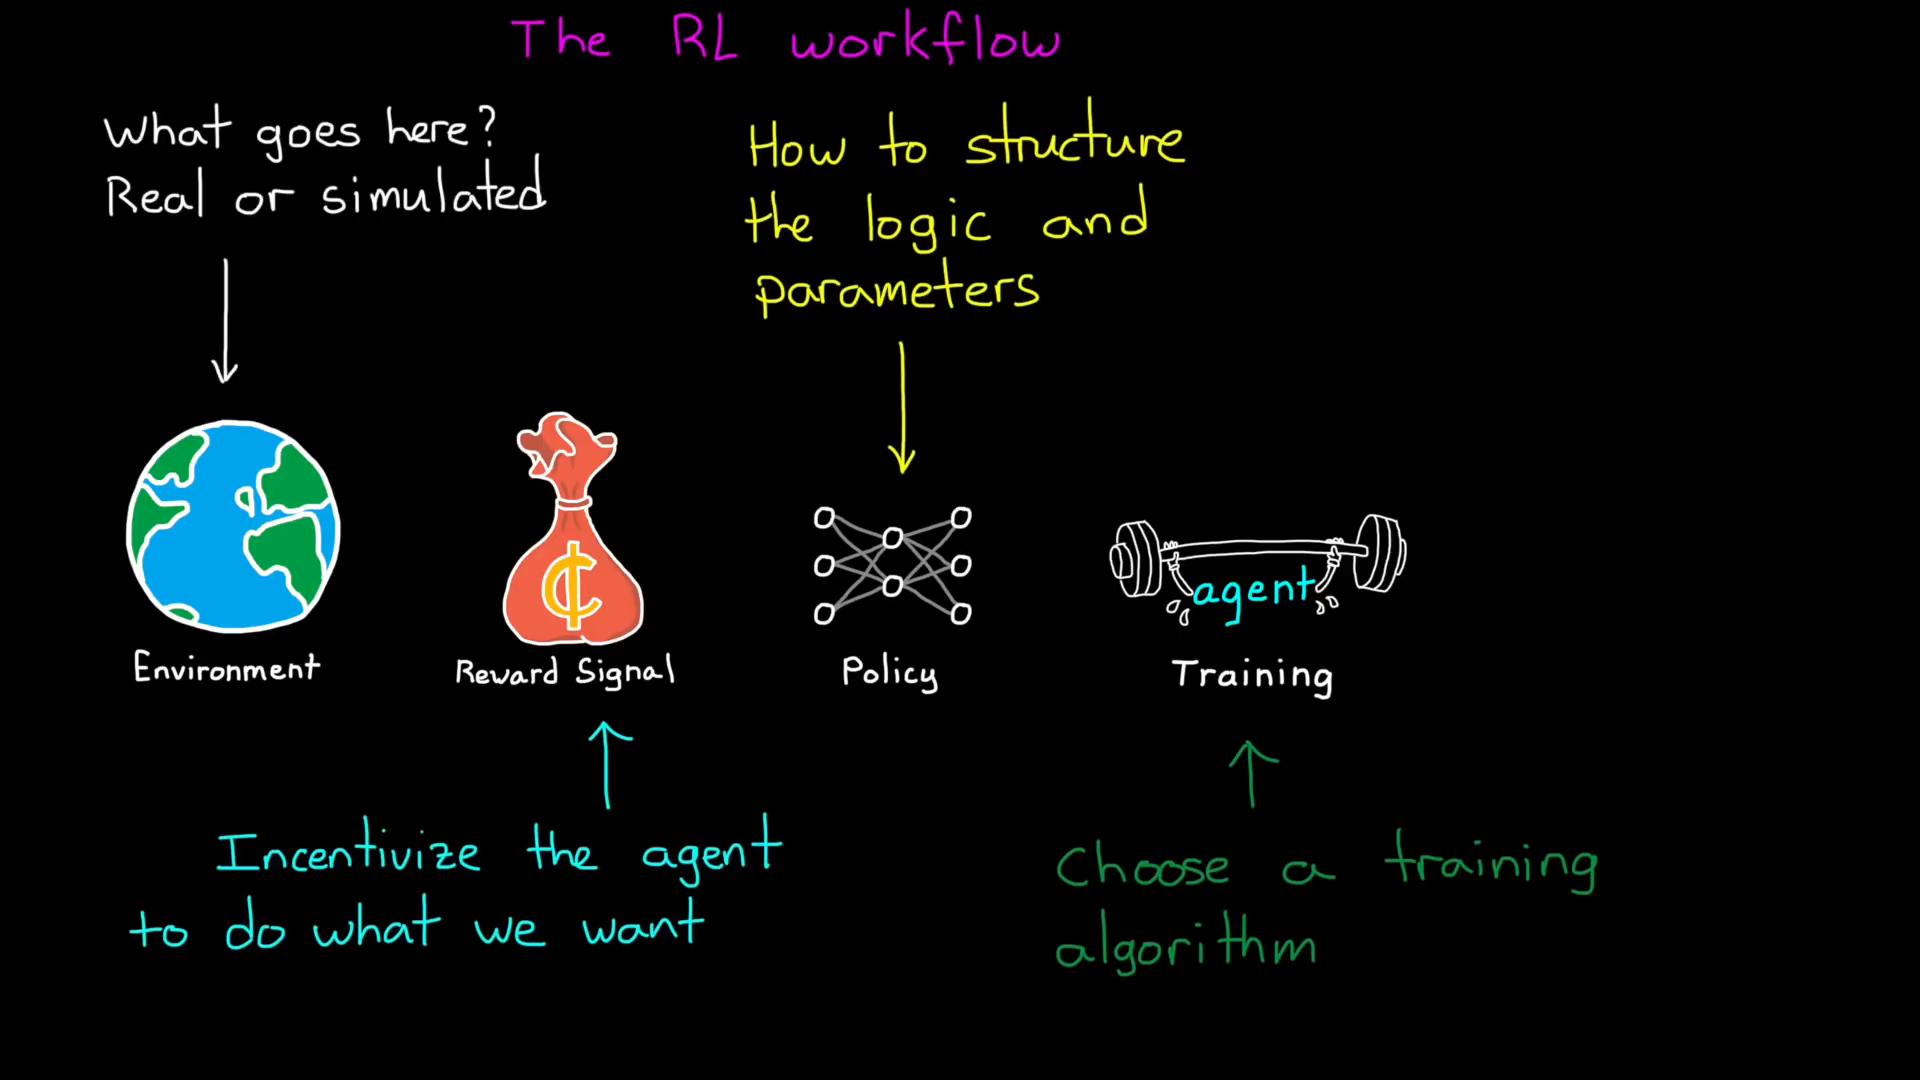 The RL workflow
What goes here?
Real or simulated
How to structure
the logic and
parameters
₵
agent
Environment
Reward Signal
Policy
Training
Incentivize the agent
to do what we want
Choose a training
algorithm